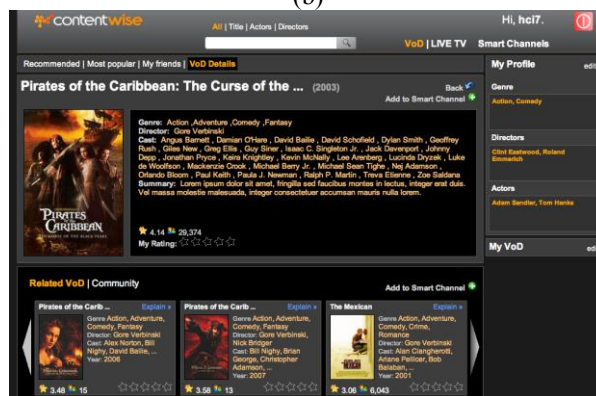 (b)
contentwise
All | Title | Actors | Directors
Hi, hci7.
VoD | LIVE TV Smart Channels
Recommended | Most popular | My friends | VoD Details
My Profile
edi
Pirates of the Caribbean: The Curse of the ... (2003)
Back
Add to Smart Channel
Genre
Action, Comedy
Directors
Clint Eastwood, Roland
Emmerich
Actors
Adam Sandler, Tom Hanks
My VoD
ed
Genre: Action ,Adventure ,Comedy ,Fantasy
Director: Gore Verbinski
Cast: Angus Barnett , Damian O'Hare , David Bailie , David Schofield , Dylan Smith , Geoffrey
Rush , Giles New , Greg Ellis , Guy Siner , Isaac C. Singleton Jr. , Jack Davenport , Johnny
Depp , Jonathan Pryce , Keira Knightley , Kevin McNally , Lee Arenberg , Lucinda Dryzek , Luke
de Woolfson , Mackenzie Crook , Michael Berry Jr. , Michael Sean Tighe , Nej Adamson ,
Orlando Bloom , Paul Keith , Paula J. Newman , Ralph P. Martin , Treva Etienne , Zoe Saldana
Summary: Lorem ipsum dolor sit amet, fringilla sed faucibus montes in lectus, integer erat duis.
Vel massa molestie malesuada, integer consectetuer accumsan mauris nulla lorem.
PIRATES
OF THE
CARIBBEAN
4.14 29,374
My Rating:
Related VoD | Community
Add to Smart Channel
Pirates of the Carib ... Explain »
Genre Action, Adventure,
Comedy, Fantasy
Director: Gore Verbinski
Cast: Alex Norton, Bill
Nighy, David Bailie, ...
Year: 2006
3.48 15
Pirates of the Carib ... Explain »
Genre Action, Adventure,
Comedy, Fantasy
Director: Gore Verbinski,
Nick Bridger
Cast: Bill Nighy, Brian
George, Christopher
Adamson, ...
Year: 2007
3.58 13
The Mexican Explain »
Genre Action, Adventure,
Comedy, Crime,
Romance
Director: Gore Verbinski
Cast: Alan Ciangherotti,
Ariane Pellicer, Bob
Balaban, ...
Year: 2001
3.06 6,043